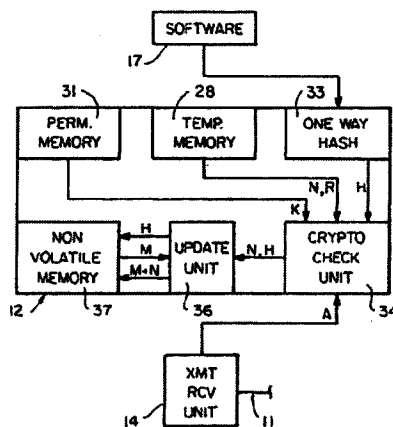 SOFTWARE
17
31
28
33
PERM.
MEMORY
TEMP.
MEMORY
ONE WAY
HASH
N,R
H
K
NON
VOLATILE
MEMORY
H
M
M+N
UPDATE
UNIT
N,H
CRYPTO
CHECK
UNIT
12
37
36
A
34
XMT
RCV
UNIT
14
11